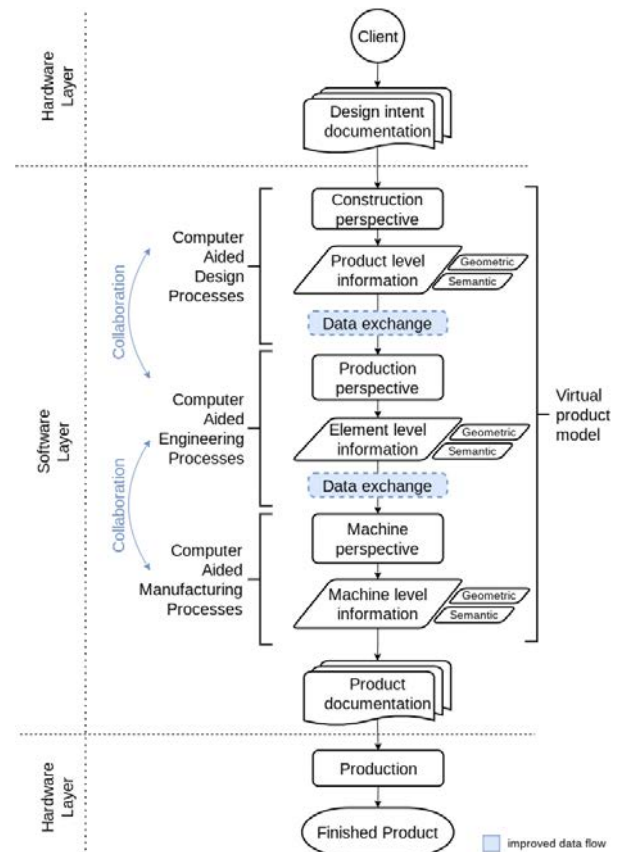 Hardware
Layer
Client
Design intent
documentation
Software
Layer
Collaboration
Collaboration
Computer
Aided
Design
Processes
Construction
perspective
Product level
information
Geometric
Semantic
Data exchange
Computer
Aided
Engineering
Processes
Production
perspective
Element level
information
Geometric
Semantic
Data exchange
Computer
Aided
Manufacturing
Processes
Machine
perspective
Machine level
information
Geometric
Semantic
Virtual
product
model
Product
documentation
Hardware
Layer
Production
Finished Product
improved data flow